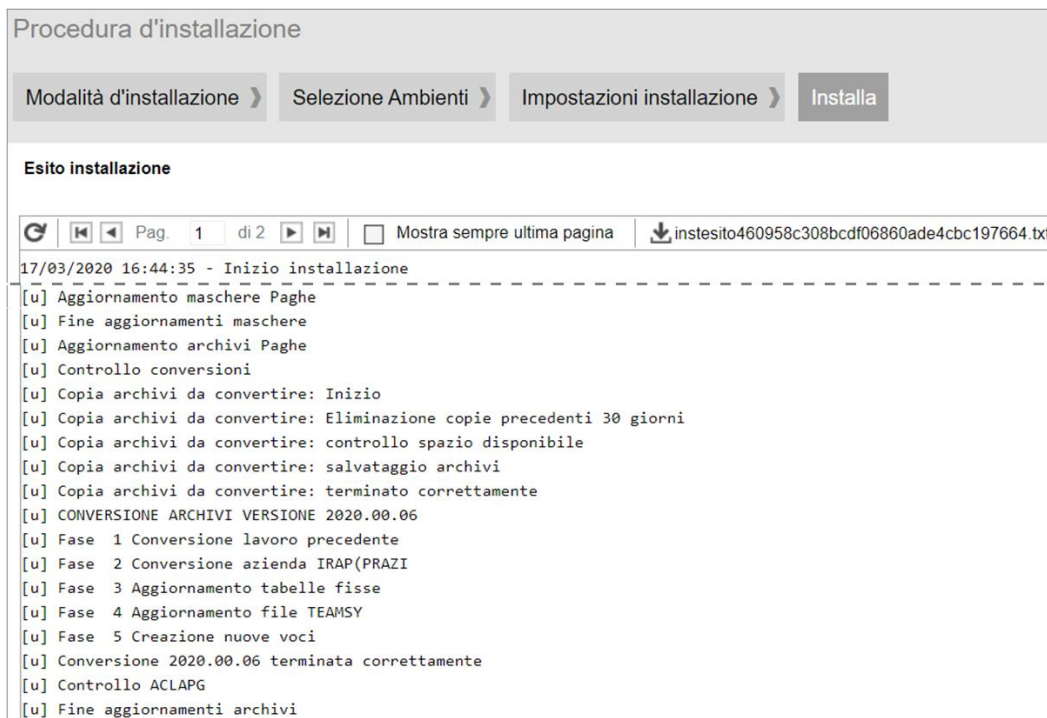 Procedura d'installazione
Modalità d'installazione Selezione Ambienti Impostazioni installazione Installa
Esito installazione
Pag. 1 di 2 Mostra sempre ultima pagina instesito460958c308bcdf06860ade4cbc197664.txt
17/03/2020 16:44:35 - Inizio installazione
[u] Aggiornamento maschere Paghe
[u] Fine aggiornamenti maschere
[u] Aggiornamento archivi Paghe
[u] Controllo conversioni
[u] Copia archivi da convertire: Inizio
[u] Copia archivi da convertire: Eliminazione copie precedenti 30 giorni
[u] Copia archivi da convertire: controllo spazio disponibile
[u] Copia archivi da convertire: salvataggio archivi
[u] Copia archivi da convertire: terminato correttamente
[u] CONVERSIONE ARCHIVI VERSIONE 2020.00.06
[u] Fase  1 Conversione lavoro precedente
[u] Fase  2 Conversione azienda IRAP(PRAZI
[u] Fase  3 Aggiornamento tabelle fisse
[u] Fase  4 Aggiornamento file TEAMSY
[u] Fase  5 Creazione nuove voci
[u] Conversione 2020.00.06 terminata correttamente
[u] Controllo ACLAPG
[u] Fine aggiornamenti archivi